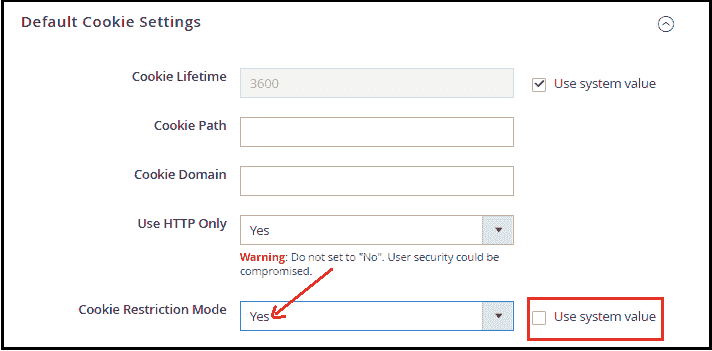 Default Cookie Settings
Cookie Lifetime 3600 Use system value
Cookie Path
Cookie Domain
Use HTTP Only Yes
Warning: Do not set to "No". User security could be
compromised.
Cookie Restriction Mode Yes Use system value